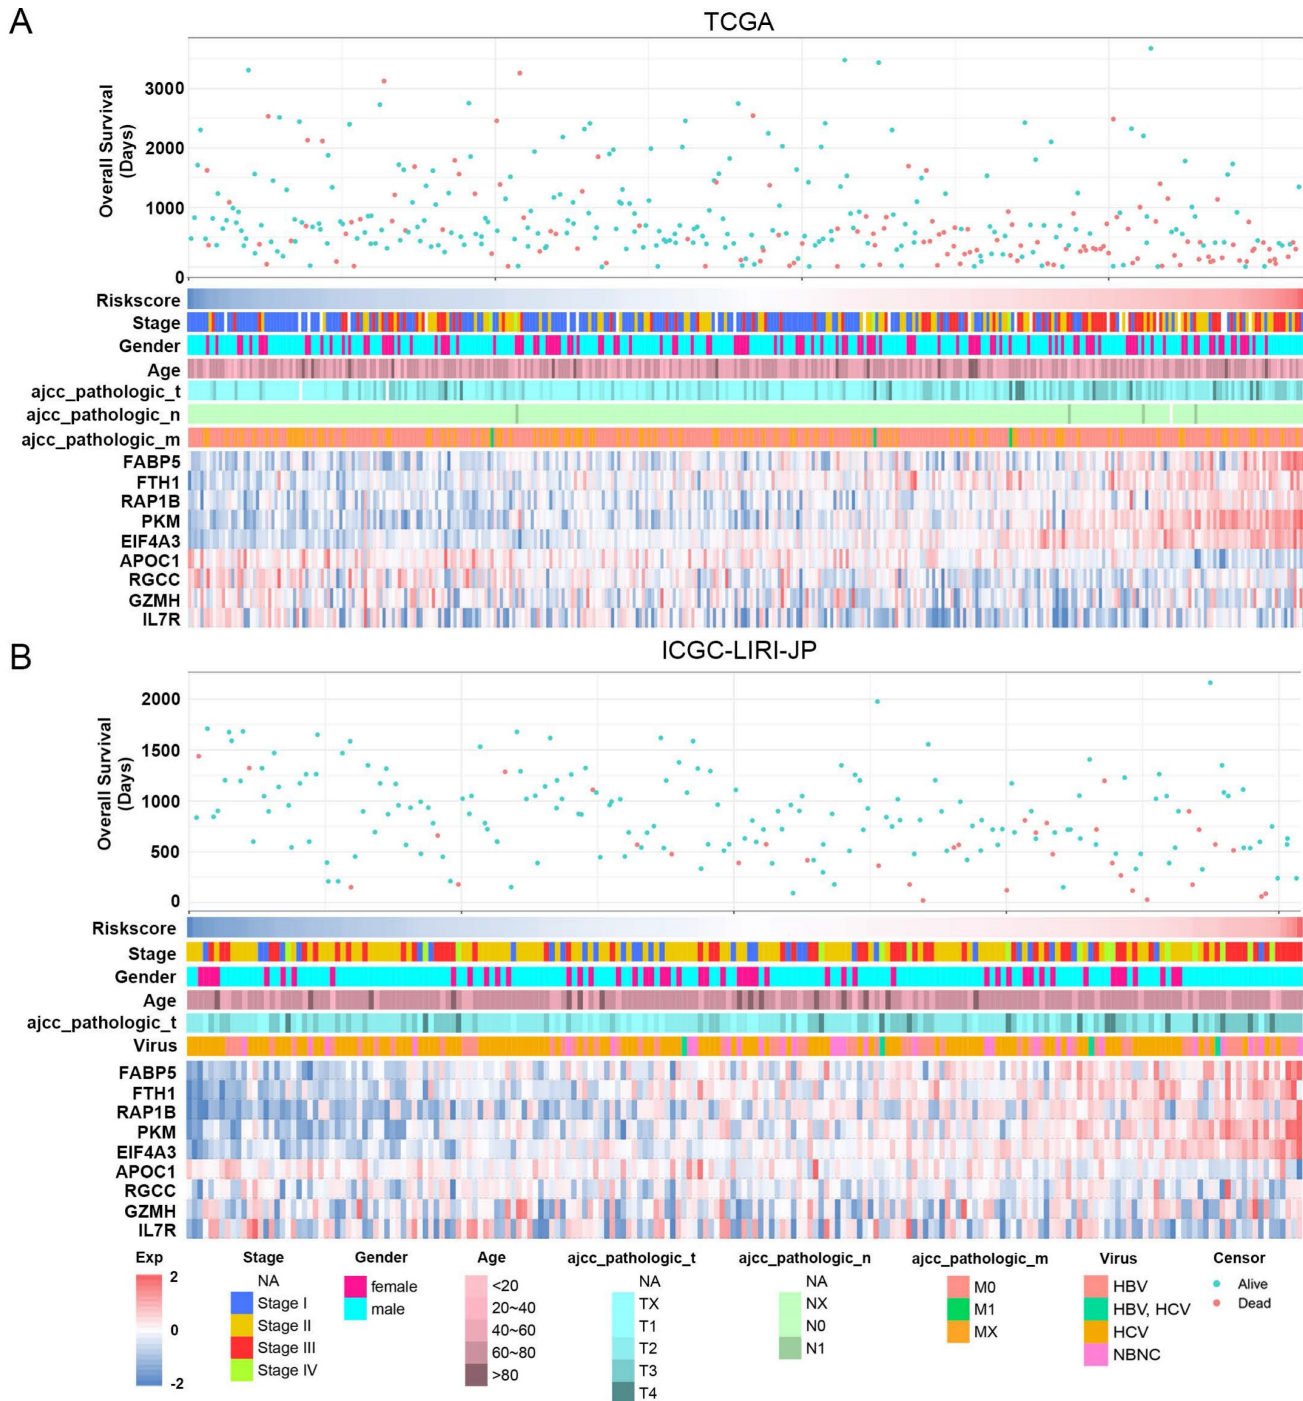 A
TCGA
Overall Survival
(Days)
3000
2000
1000
0
Riskscore
Stage
Gender
Age
ajcc_pathologic_t
ajcc_pathologic_n
ajcc_pathologic_m
FABP5
FTH1
RAP1B
PKM
EIF4A3
APOC1
RGCC
GZMH
IL7R
B
ICGC-LIRI-JP
Overall Survival
(Days)
2000
1500
1000
500
0
Riskscore
Stage
Gender
Age
ajcc_pathologic_t
Virus
FABP5
FTH1
RAP1B
PKM
EIF4A3
APOC1
RGCC
GZMH
IL7R
Exp
2
0
-2
Stage
NA
Stage I
Stage II
Stage III
Stage IV
Gender
female
male
Age
<20
20~40
40~60
60~80
>80
ajcc_pathologic_t
NA
TX
T1
T2
T3
T4
ajcc_pathologic_n
NA
NX
N0
N1
ajcc_pathologic_m
M0
M1
MX
Virus
HBV
HBV, HCV
HCV
NBNC
Censor
Alive
Dead